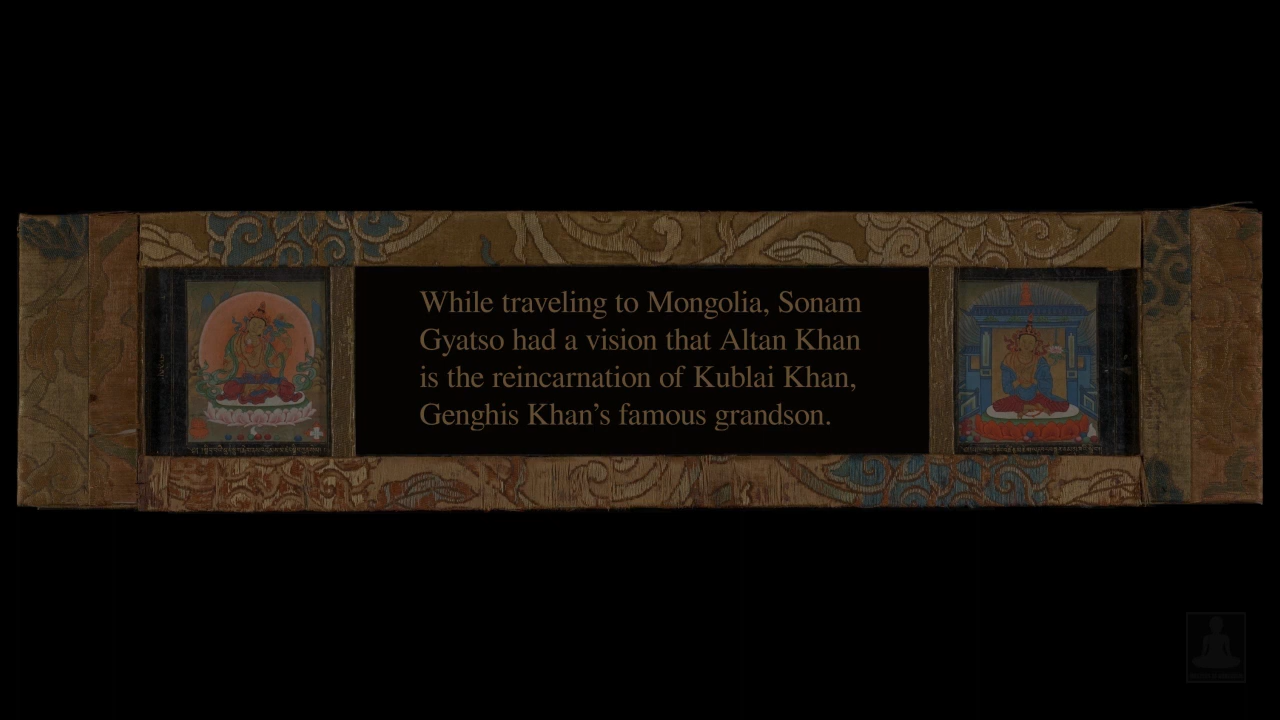 While traveling to Mongolia, Sonam
Gyatso had a vision that Altan Khan
is the reincarnation of Kublai Khan,
Genghis Khan’s famous grandson.